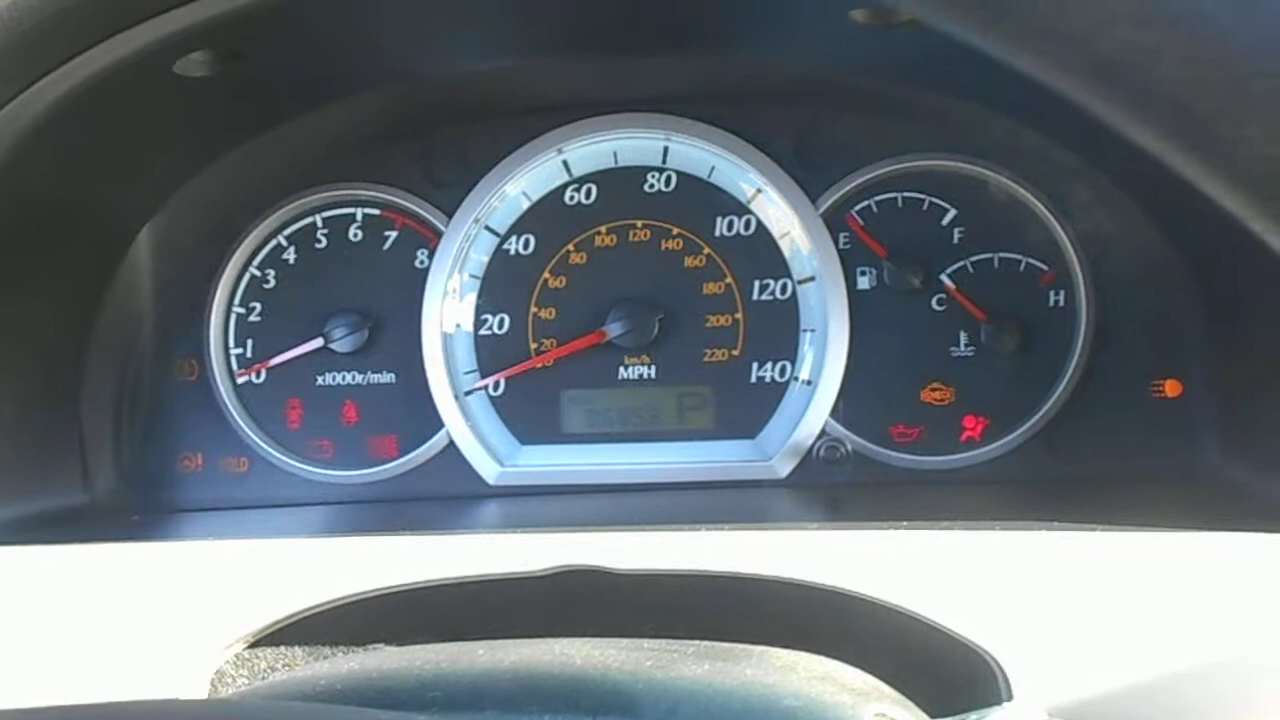 0 1 2 3 4 5 6 7 8
x1000r/min
HOLD
0 20 40 60 80 100 120 140
20 40 60 80 100 120 140 160 180 200 220
km/h
MPH
P
E F
C H
CHECK